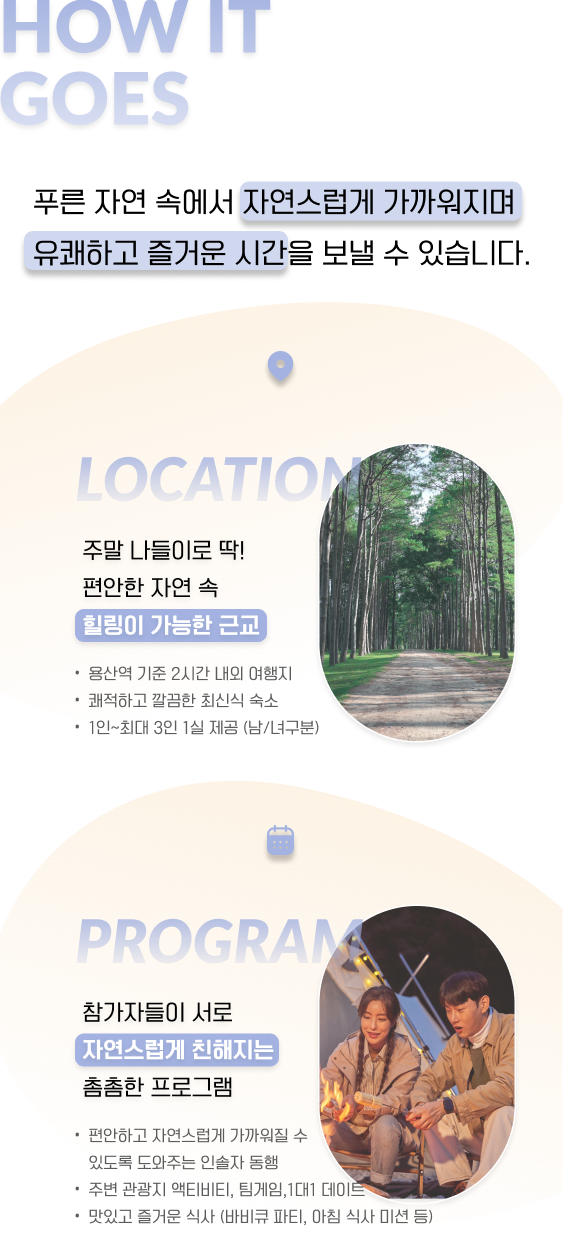 HOW IT
GOES
푸른 자연 속에서 자연스럽게 가까워지며
유쾌하고 즐거운 시간을 보낼 수 있습니다.
LOCATION
주말 나들이로 딱!
편안한 자연 속
힐링이 가능한 근교
• 용산역 기준 2시간 내외 여행지
• 쾌적하고 깔끔한 최신식 숙소
• 1인~최대 3인 1실 제공 (남/녀구분)
PROGRAM
참가자들이 서로
자연스럽게 친해지는
촘촘한 프로그램
• 편안하고 자연스럽게 가까워질 수
있도록 도와주는 인솔자 동행
• 주변 관광지 액티비티, 팀게임,1대1 데이트
• 맛있고 즐거운 식사 (바비큐 파티, 아침 식사 미션 등)